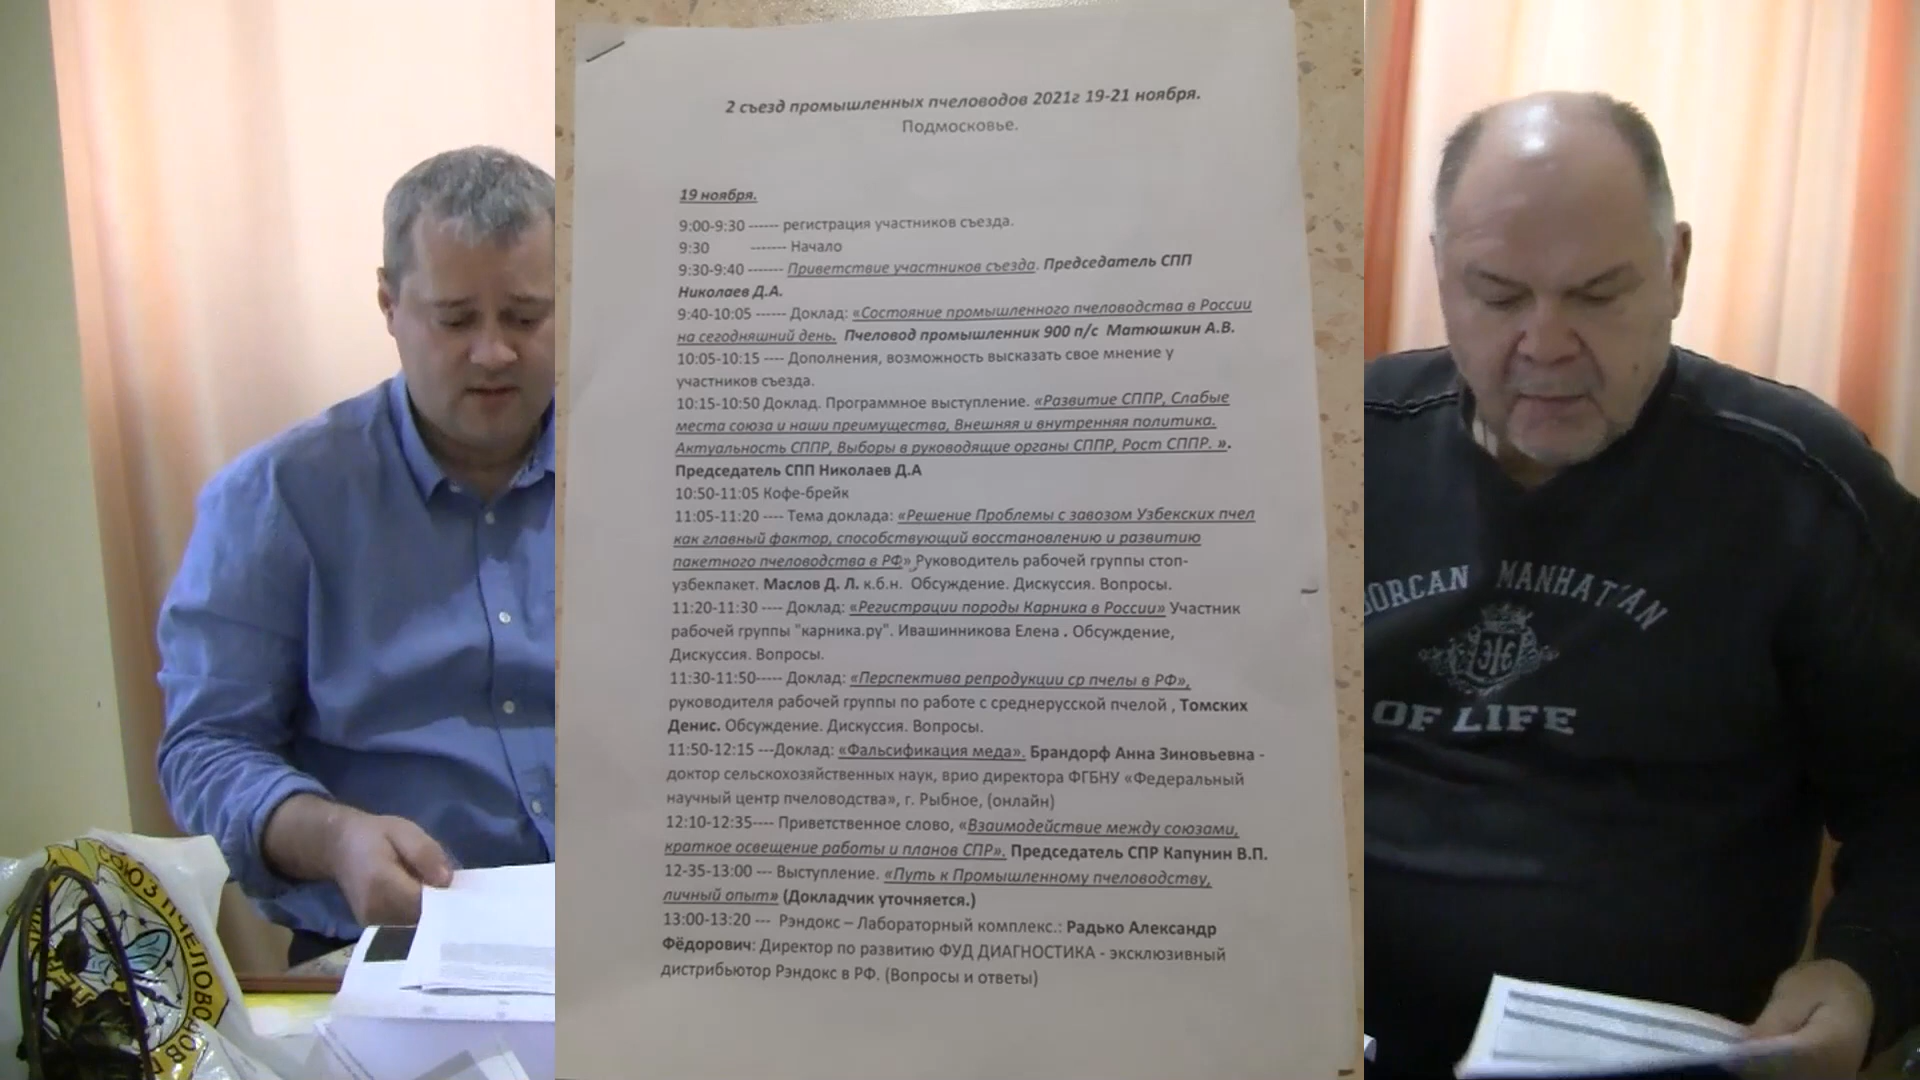 2 съезд промышленных пчеловодов 2021г 19-21 ноября.
Подмосковье.
19 ноября.
9:00-9:30 ------ регистрация участников съезда.
9:30 ------- Начало
9:30-9:40 ------- Приветствие участников съезда. Председатель СПП
Николаев Д.А.
9:40-10:05 ------ Доклад: «Состояние промышленного пчеловодства в России
на сегодняшний день. Пчеловод промышленник 900 п/с Матюшкин А.В.
10:05-10:15 ---- Дополнения, возможность высказать свое мнение у
участников съезда.
10:15-10:50 Доклад. Программное выступление. «Развитие СППР, Слабые
места союза и наши преимущества, Внешняя и внутренняя политика.
Актуальность СППР, Выборы в руководящие органы СППР, Рост СППР. ».
Председатель СПП Николаев Д.А
10:50-11:05 Кофе-брейк
11:05-11:20 ---- Тема доклада: «Решение Проблемы с завозом Узбекских пчел
как главный фактор, способствующий восстановлению и развитию
пакетного пчеловодства в РФ» Руководитель рабочей группы стоп-
узбекпакет. Маслов Д. Л. к.б.н. Обсуждение. Дискуссия. Вопросы.
11:20-11:30 ---- Доклад: «Регистрации породы Карника в России» Участник
рабочей группы "карника.ру". Ивашинникова Елена . Обсуждение,
Дискуссия. Вопросы.
11:30-11:50----- Доклад: «Перспектива репродукции ср пчелы в РФ»,
руководителя рабочей группы по работе с среднерусской пчелой , Томских
Денис. Обсуждение. Дискуссия. Вопросы.
11:50-12:15 ---Доклад: «Фальсификация меда». Брандорф Анна Зиновьевна -
доктор сельскохозяйственных наук, врио директора ФГБНУ «Федеральный
научный центр пчеловодства», г. Рыбное, (онлайн)
12:10-12:35---- Приветственное слово, «Взаимодействие между союзами,
краткое освещение работы и планов СПР». Председатель СПР Капунин В.П.
12-35-13:00 --- Выступление. «Путь к Промышленному пчеловодству,
личный опыт» (Докладчик уточняется.)
13:00-13:20 --- Рэндокс – Лабораторный комплекс.: Радько Александр
Фёдорович: Директор по развитию ФУД ДИАГНОСТИКА - эксклюзивный
дистрибьютор Рэндокс в РФ. (Вопросы и ответы)
MANHAT'AN
OF LIFE
СОЮЗ ПЧЕЛОВОДОВ